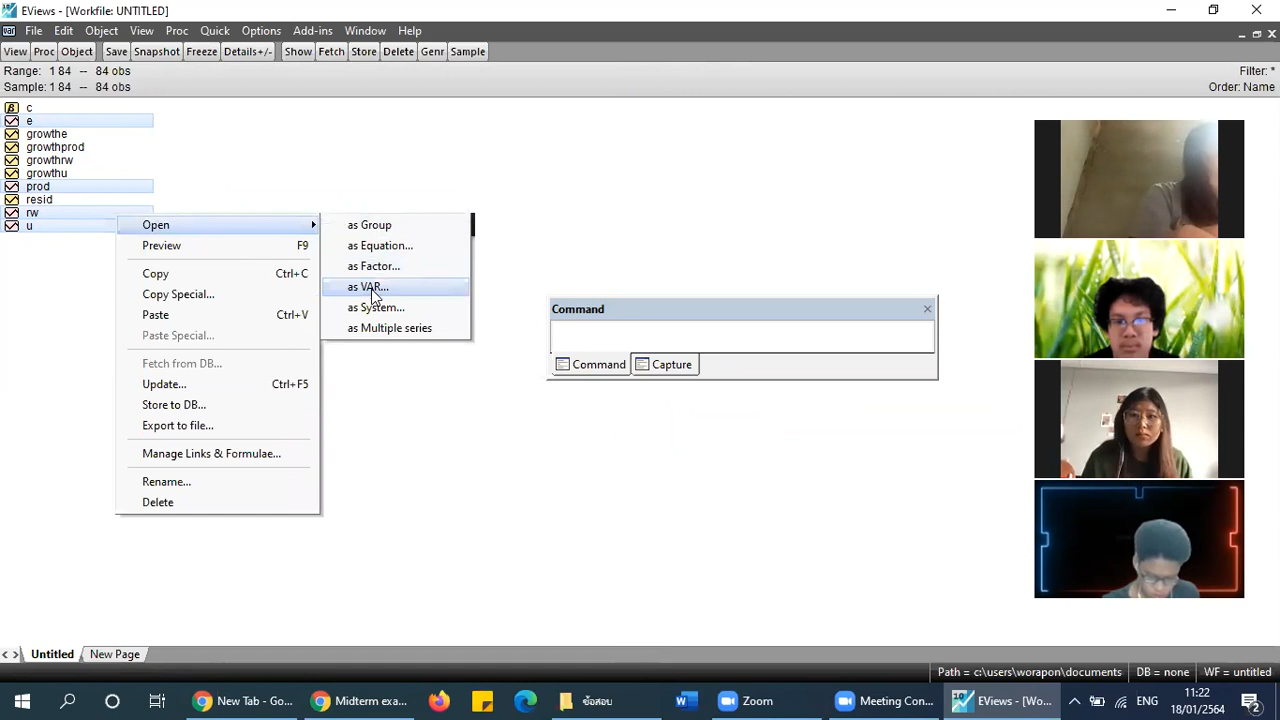 EViews - [Workfile: UNTITLED]
File Edit Object View Proc Quick Options Add-ins Window Help
View Proc Object Save Snapshot Freeze Details+/- Show Fetch Store Delete Genr Sample
Range: 1 84 -- 84 obs
Filter: *
Sample: 1 84 -- 84 obs
Order: Name
c
e
growthe
growthprod
growthrw
growthu
prod
resid
rw
u
Open
Preview F9
Copy Ctrl+C
Copy Special...
Paste Ctrl+V
Paste Special...
Fetch from DB...
Update... Ctrl+F5
Store to DB...
Export to file...
Manage Links & Formulae...
Rename...
Delete
as Group
as Equation...
as Factor...
as VAR...
as System...
as Multiple series
Command
Command Capture
Untitled New Page
Path = c:\users\worapon\documents DB = none WF = untitled
New Tab - Go... Midterm exa... ข้อสอบ Zoom Meeting Con... EViews - [Wo... ENG
11:22
18/01/2564
2